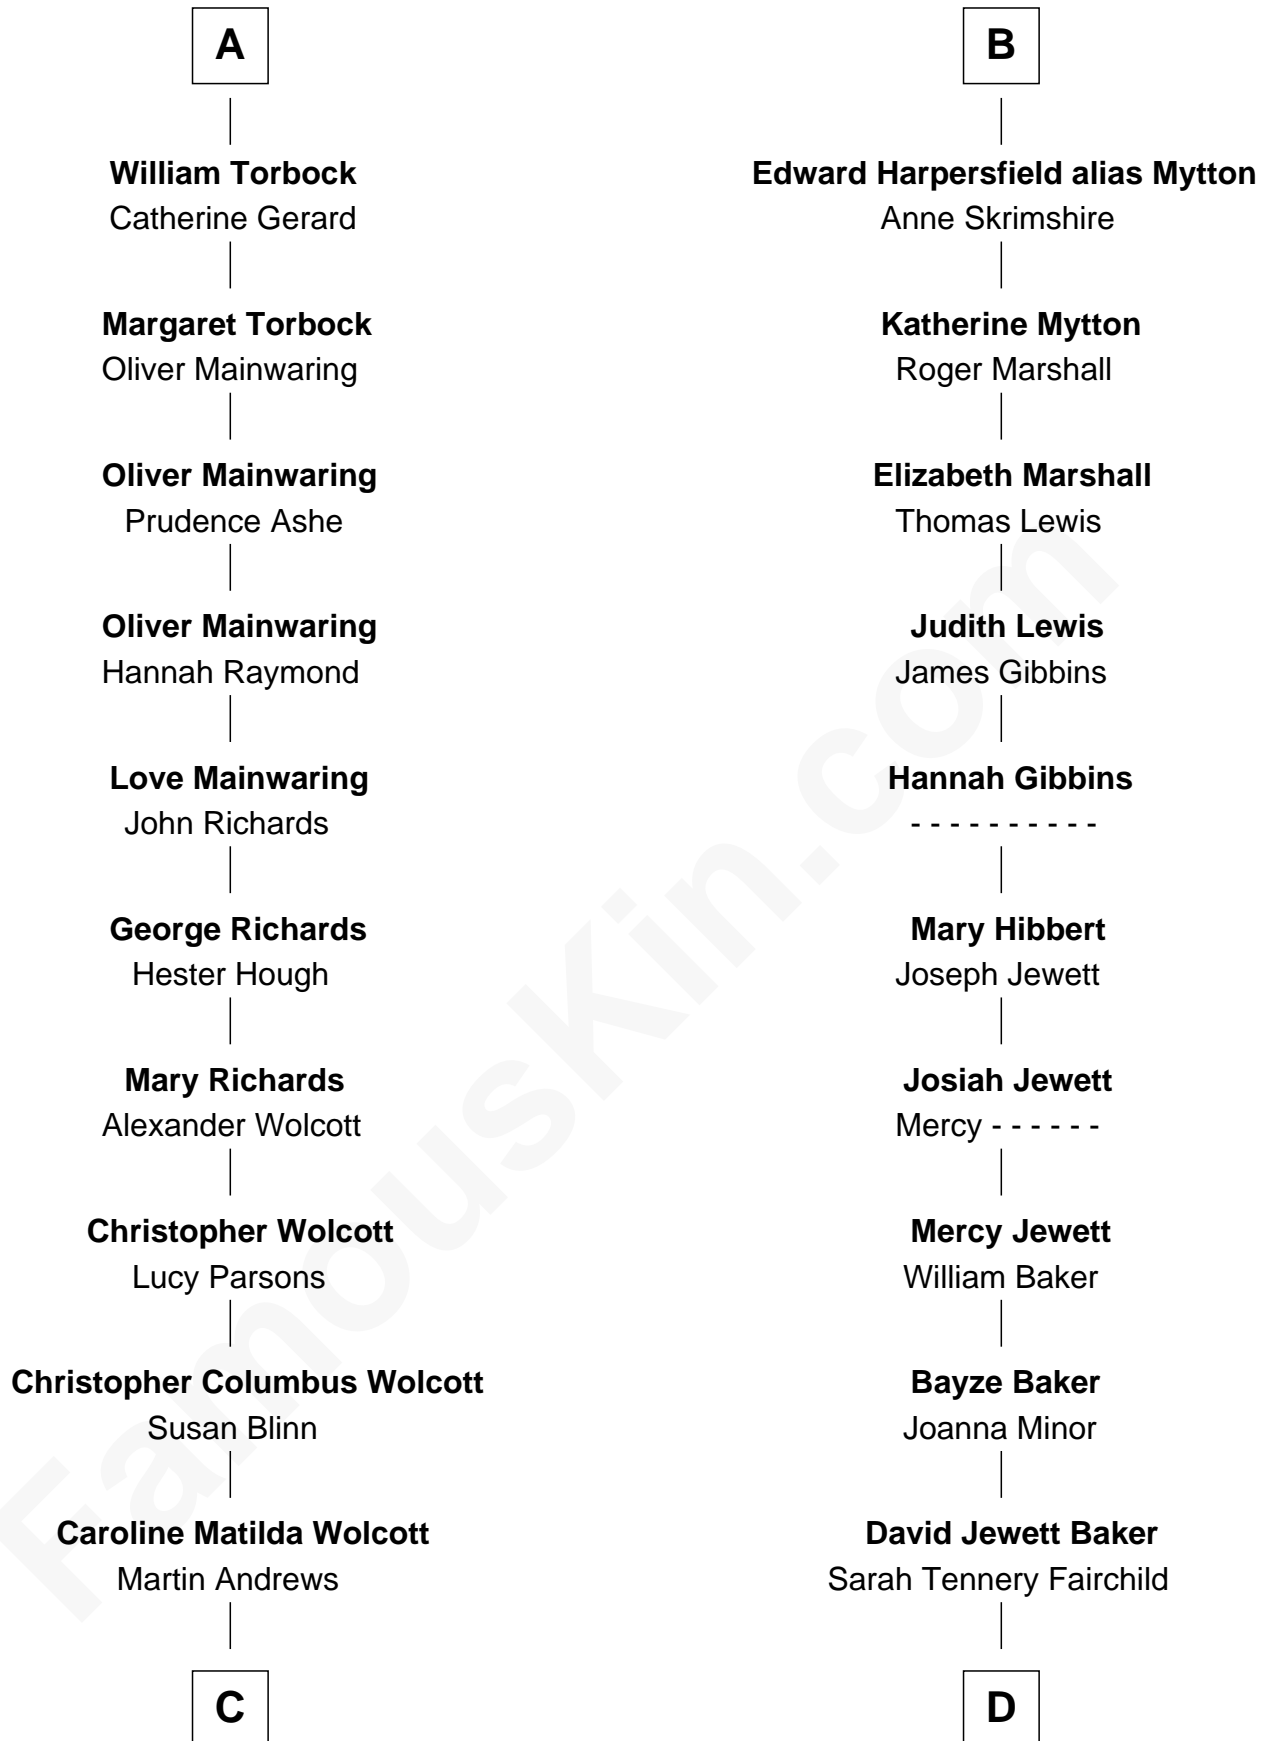 A
William Torbock
Catherine Gerard
Margaret Torbock
Oliver Mainwaring
Oliver Mainwaring
Prudence Ashe
Oliver Mainwaring
Hannah Raymond
Love Mainwaring
John Richards
George Richards
Hester Hough
Mary Richards
Alexander Wolcott
Christopher Wolcott
Lucy Parsons
Christopher Columbus Wolcott
Susan Blinn
Caroline Matilda Wolcott
Martin Andrews
C
B
Edward Harpersfield alias Mytton
Anne Skrimshire
Katherine Mytton
Roger Marshall
Elizabeth Marshall
Thomas Lewis
Judith Lewis
James Gibbins
Hannah Gibbins
- - - - - - - - - -
Mary Hibbert
Joseph Jewett
Josiah Jewett
Mercy - - - - - -
Mercy Jewett
William Baker
Bayze Baker
Joanna Minor
David Jewett Baker
Sarah Tennery Fairchild
D
FamousKin.com